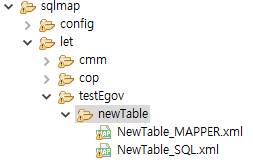 sqlmap
config
let
cmm
cop
testEgov
newTable
NewTable_MAPPER.xml
NewTable_SQL.xml